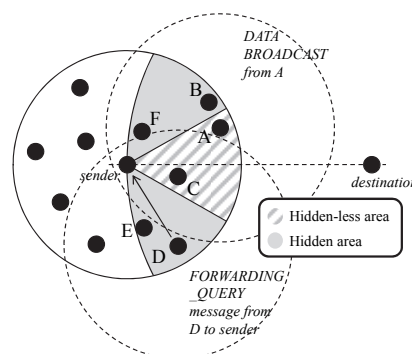 DATA
BROADCAST
from A
B
F
A
sender
C
destination
E
D
Hidden-less area
Hidden area
FORWARDING
_QUERY
message from
D to sender